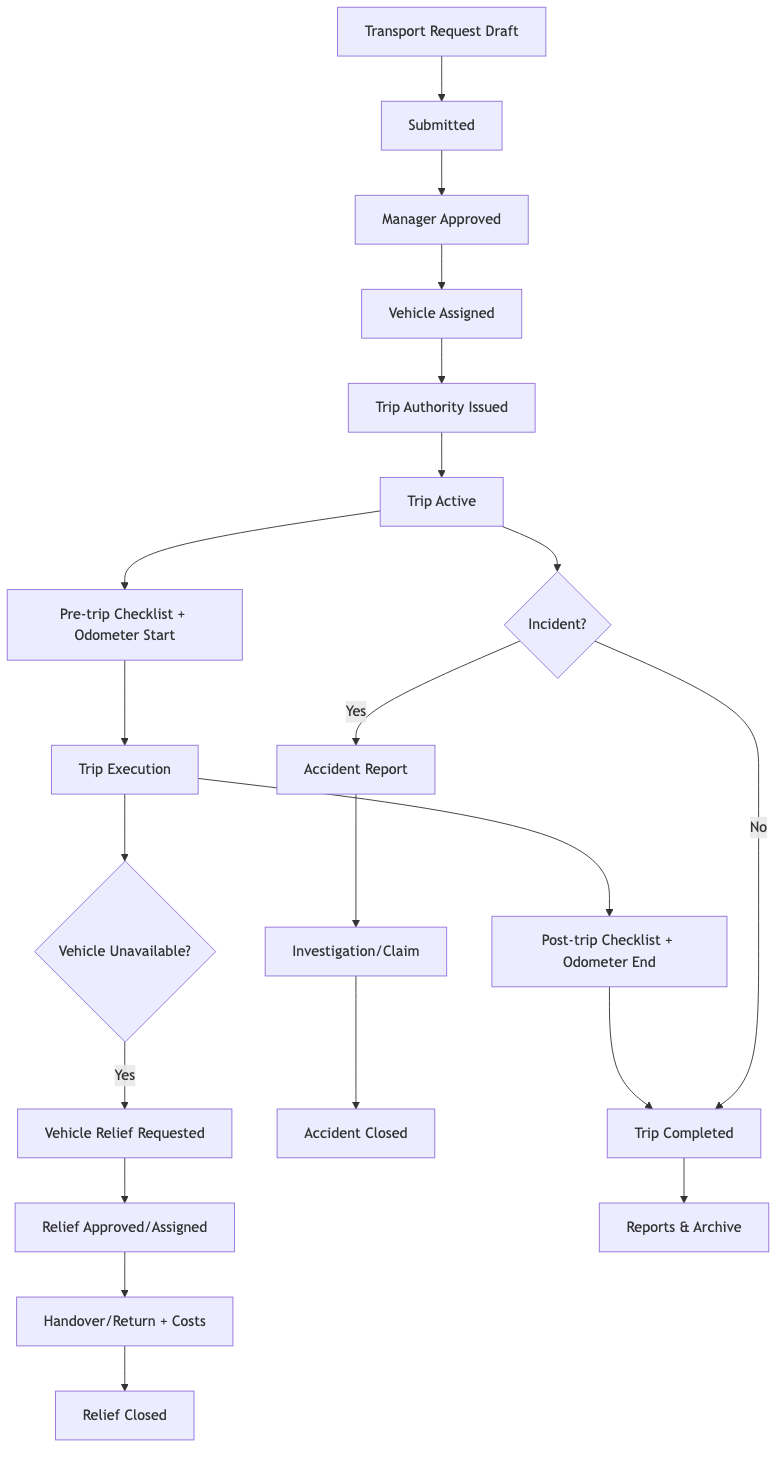 Transport Request Draft
Submitted
Manager Approved
Vehicle Assigned
Trip Authority Issued
Trip Active
Pre-trip Checklist +
Odometer Start
Incident?
Yes
No
Trip Execution
Accident Report
Vehicle Unavailable?
Investigation/Claim
Post-trip Checklist +
Odometer End
Yes
Vehicle Relief Requested
Accident Closed
Trip Completed
Relief Approved/Assigned
Reports & Archive
Handover/Return + Costs
Relief Closed